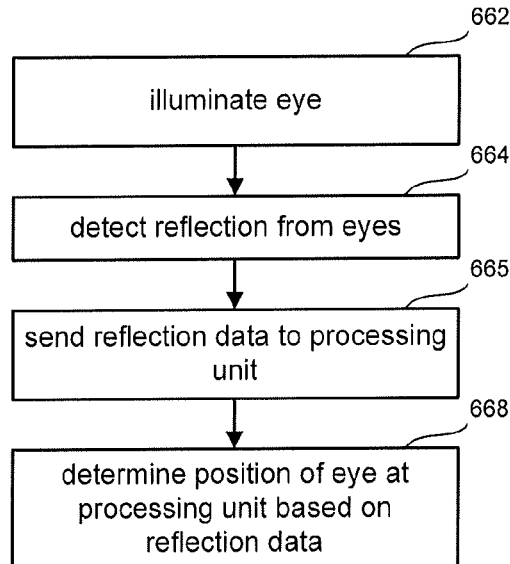 662
illuminate eye
664
detect reflection from eyes
665
send reflection data to processing
unit
668
determine position of eye at
processing unit based on
reflection data